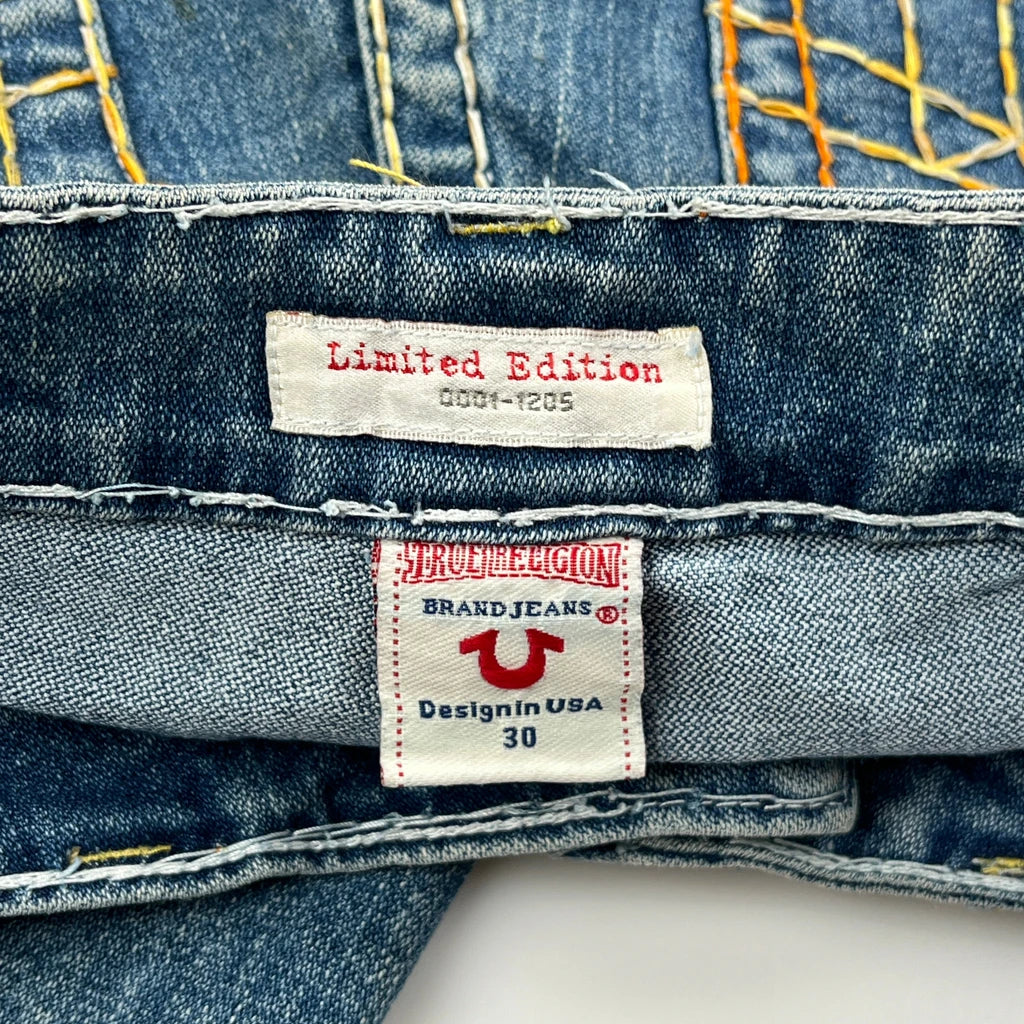 Limited Edition
0001-1205
TRUE RELIGION
BRAND JEANS ®
Design in USA
30